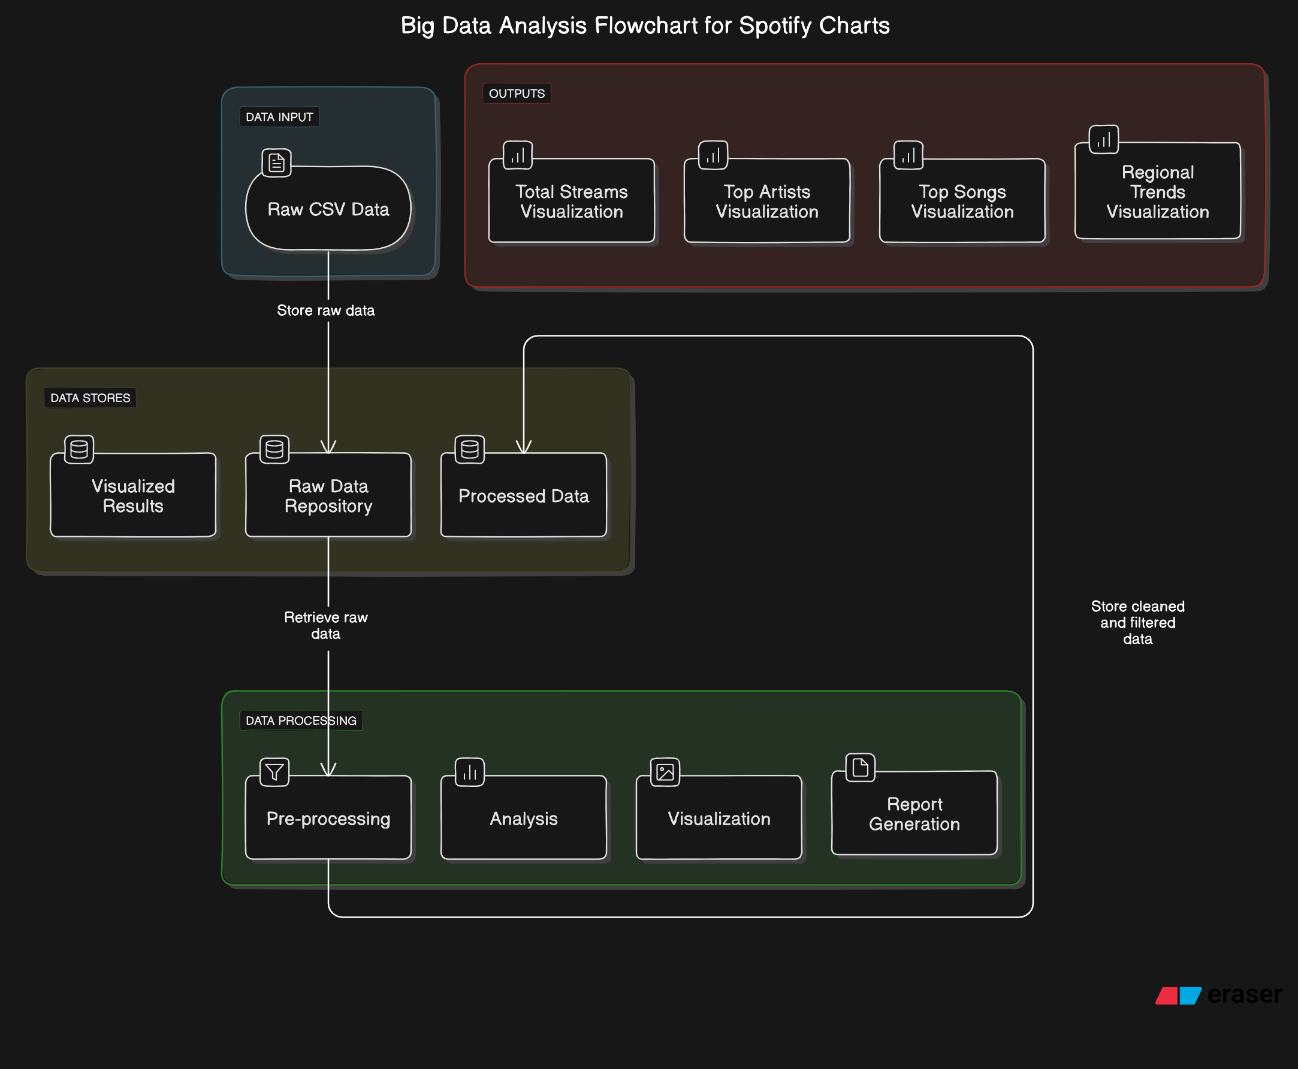 Big Data Analysis Flowchart for Spotify Charts
DATA INPUT
Raw CSV Data
OUTPUTS
Total Streams
Visualization
Top Artists
Visualization
Top Songs
Visualization
Regional
Trends
Visualization
Store raw data
DATA STORES
Visualized
Results
Raw Data
Repository
Processed Data
Retrieve raw
data
Store cleaned
and filtered
data
DATA PROCESSING
Pre-processing
Analysis
Visualization
Report
Generation
eraser